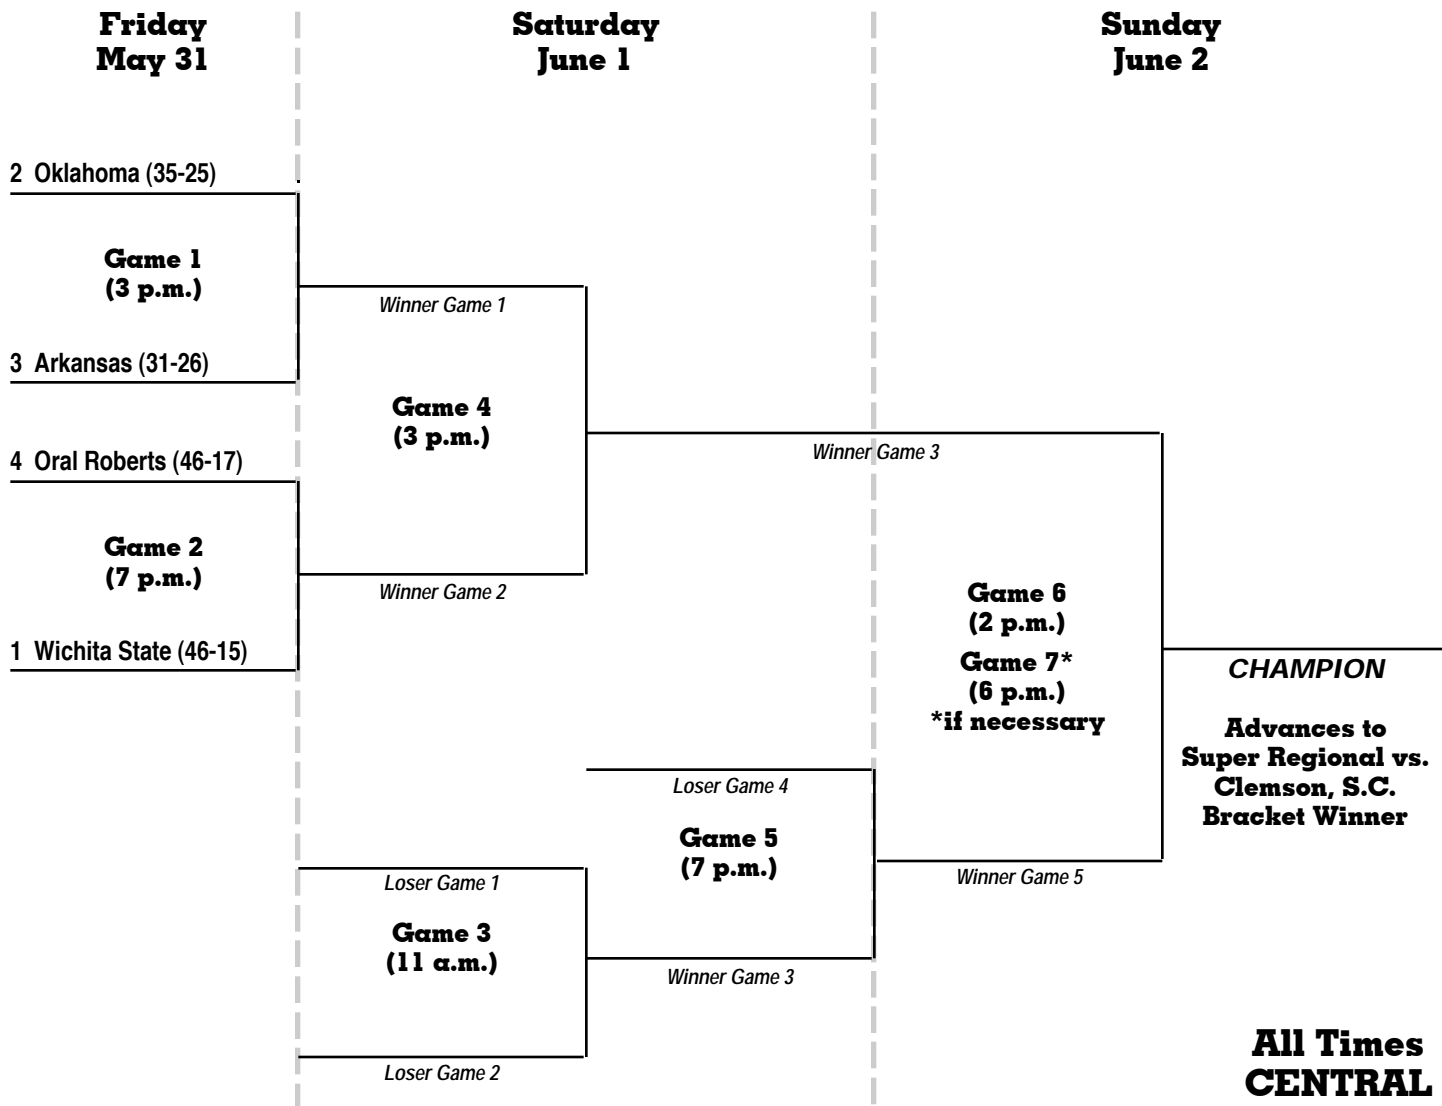 Friday
May 31
Saturday
June 1
Sunday
June 2
2 Oklahoma (35-25)
Game 1
(3 p.m.)
Winner Game 1
3 Arkansas (31-26)
Game 4
(3 p.m.)
Winner Game 3
4 Oral Roberts (46-17)
Game 2
(7 p.m.)
Winner Game 2
1 Wichita State (46-15)
Game 6
(2 p.m.)
Game 7*
(6 p.m.)
*if necessary
CHAMPION
Advances to
Super Regional vs.
Clemson, S.C.
Bracket Winner
Loser Game 4
Game 5
(7 p.m.)
Winner Game 5
Loser Game 1
Game 3
(11 a.m.)
Winner Game 3
Loser Game 2
All Times
CENTRAL